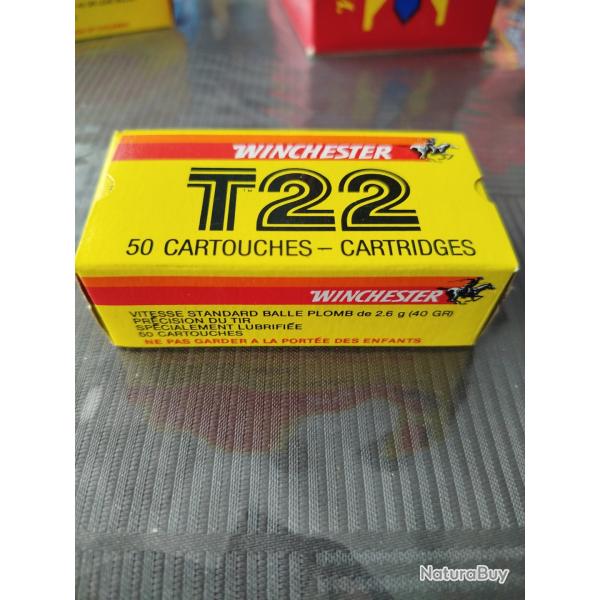 WINCHESTER
T22
TM
50 CARTOUCHES – CARTRIDGES
WINCHESTER
VITESSE STANDARD BALLE PLOMB de 2.6 g (40 GR)
PRÉCISION DU TIR
SPÉCIALEMENT LUBRIFIÉE
50 CARTOUCHES
NE PAS GARDER A LA PORTÉE DES ENFANTS
NaturaBuy